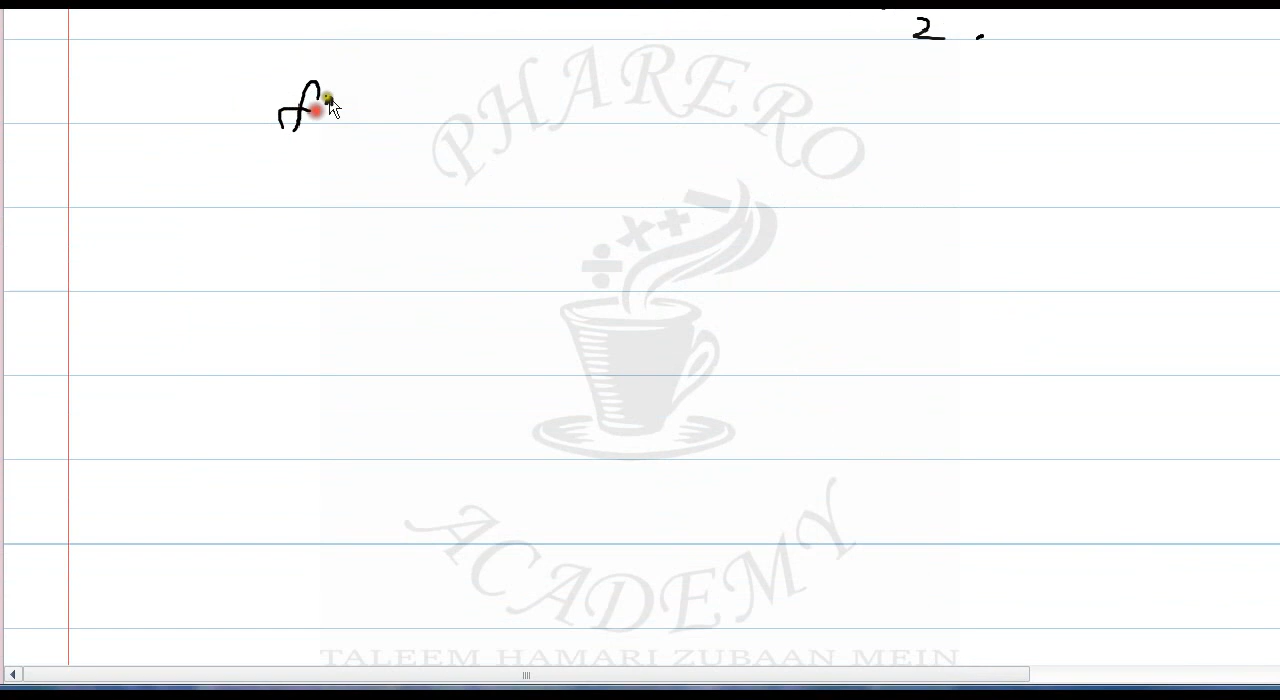 2 .
f
PHARERO
÷ × + −
ACADEMY
TALEEM HAMARI ZUBAAN MEIN